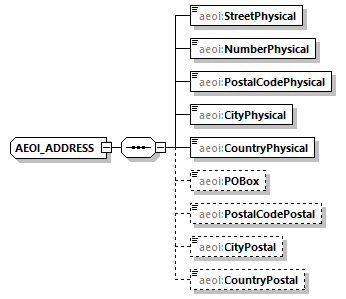 aeoi:StreetPhysical
aeoi:NumberPhysical
aeoi:PostalCodePhysical
aeoi:CityPhysical
AEOI_ADDRESS
aeoi:CountryPhysical
aeoi:POBox
aeoi:PostalCodePostal
aeoi:CityPostal
aeoi:CountryPostal